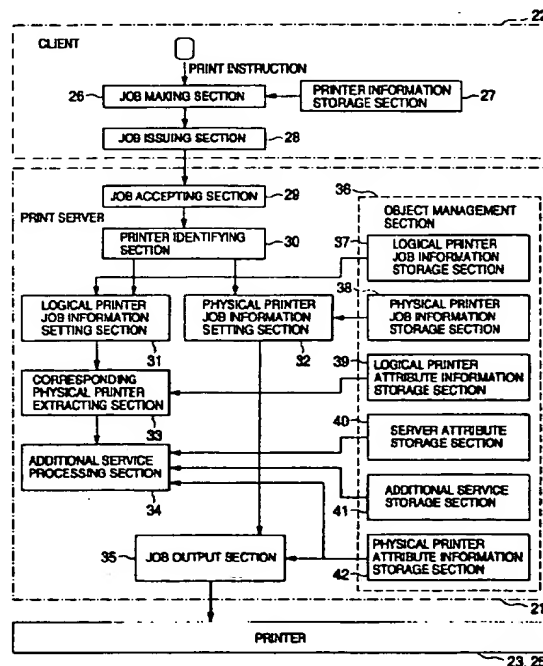 22
CLIENT
PRINT INSTRUCTION
26
JOB MAKING SECTION
PRINTER INFORMATION
STORAGE SECTION
27
JOB ISSUING SECTION
28
JOB ACCEPTING SECTION
29
PRINT SERVER
PRINTER IDENTIFYING
SECTION
30
36
OBJECT MANAGEMENT
SECTION
37
LOGICAL PRINTER
JOB INFORMATION
STORAGE SECTION
LOGICAL PRINTER
JOB INFORMATION
SETTING SECTION
31
PHYSICAL PRINTER
JOB INFORMATION
SETTING SECTION
32
38
PHYSICAL PRINTER
JOB INFORMATION
STORAGE SECTION
39
LOGICAL PRINTER
ATTRIBUTE INFORMATION
STORAGE SECTION
CORRESPONDING
PHYSICAL PRINTER
EXTRACTING SECTION
33
40
SERVER ATTRIBUTE
STORAGE SECTION
ADDITIONAL SERVICE
PROCESSING SECTION
34
ADDITIONAL SERVICE
STORAGE SECTION
41
35
JOB OUTPUT SECTION
PHYSICAL PRINTER
ATTRIBUTE INFORMATION
STORAGE SECTION
42
21
PRINTER